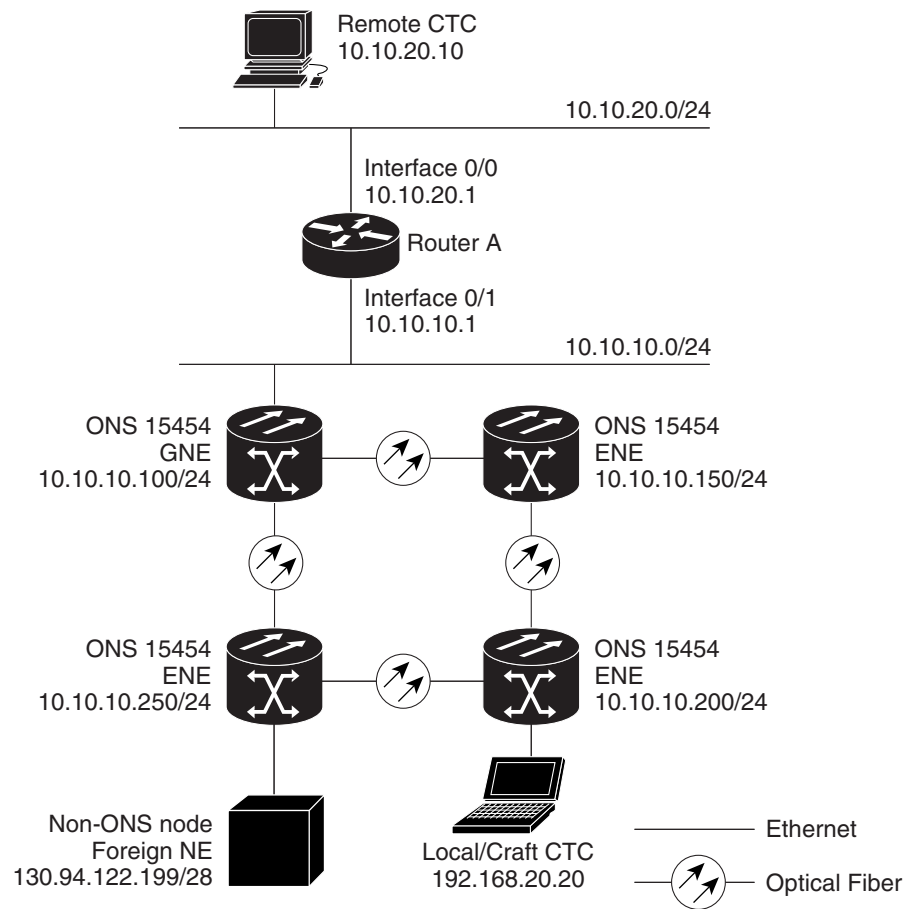 Remote CTC
10.10.20.10
10.10.20.0/24
Interface 0/0
10.10.20.1
Router A
Interface 0/1
10.10.10.1
10.10.10.0/24
ONS 15454
GNE
10.10.10.100/24
ONS 15454
ENE
10.10.10.150/24
ONS 15454
ENE
10.10.10.250/24
ONS 15454
ENE
10.10.10.200/24
Non-ONS node
Foreign NE
130.94.122.199/28
Local/Craft CTC
192.168.20.20
Ethernet
Optical Fiber